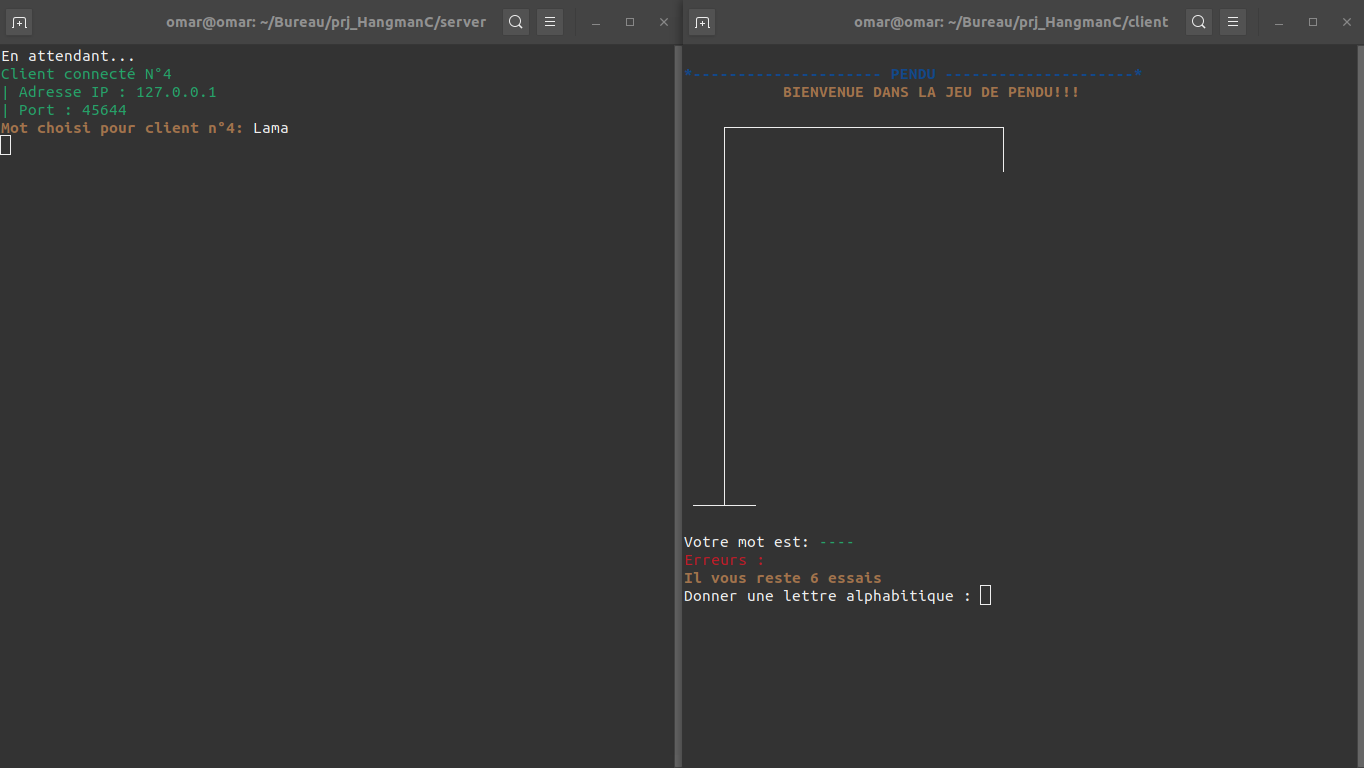 omar@omar: ~/Bureau/prj_HangmanC/server
En attendant...
Client connecté N°4
| Adresse IP : 127.0.0.1
| Port : 45644
Mot choisi pour client n°4: Lama
omar@omar: ~/Bureau/prj_HangmanC/client
*--------------------- PENDU ---------------------*
BIENVENUE DANS LA JEU DE PENDU!!!
Votre mot est: ----
Erreurs :
Il vous reste 6 essais
Donner une lettre alphabitique :